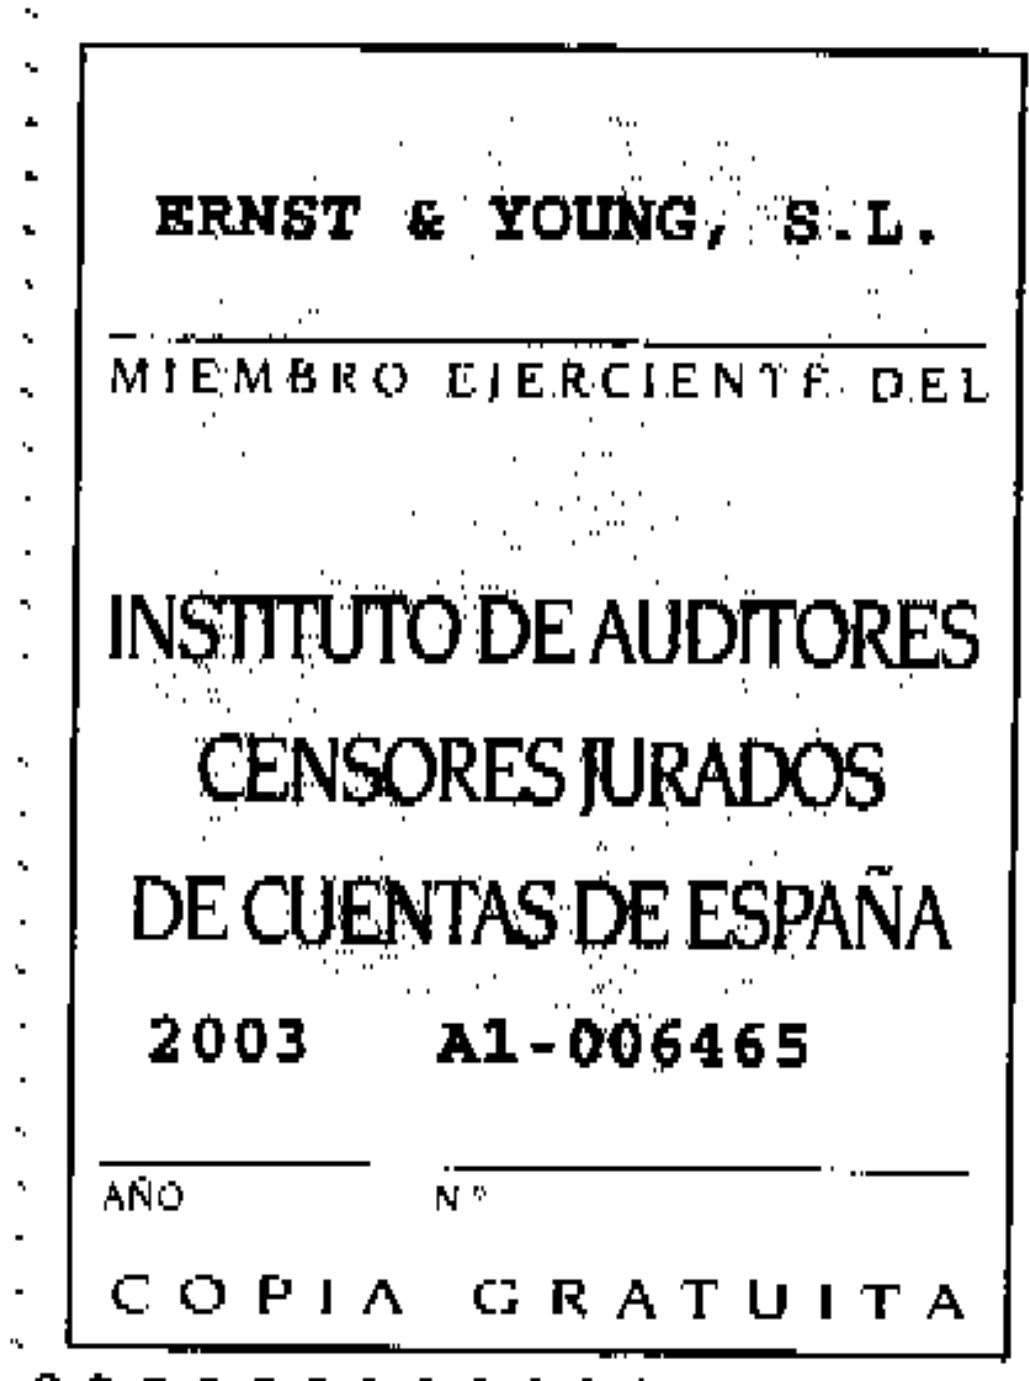 ERNST & YOUNG, S.L.
MIEMBRO EJERCIENTE DEL
INSTITUTO DE AUDITORES
CENSORES JURADOS
DE CUENTAS DE ESPAÑA
2003 A1-006465
AÑO Nº
COPIA GRATUITA